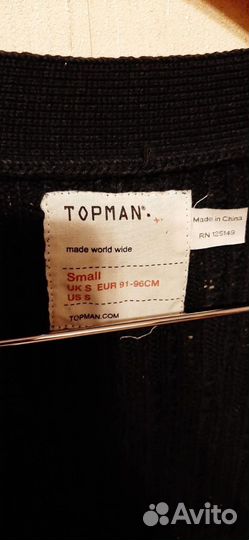 TOPMAN®
made world wide
Small
UK S EUR 91-96CM
US S
TOPMAN.COM
Made in China
RN 125149
Avito